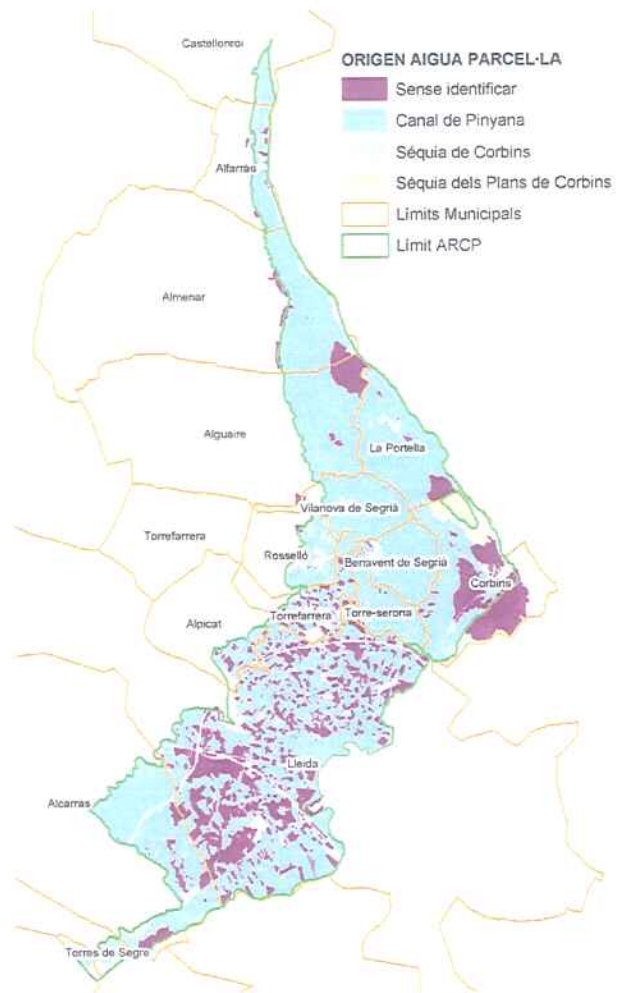 Castellonroi
ORIGEN AIGUA PARCEL·LA
Sense identificar
Canal de Pinyana
Séquia de Corbins
Séquia dels Plans de Corbins
Límits Municipals
Límit ARCP
Alfarràs
Almenar
Alguaire
La Portella
Vilanova de Segrià
Torrefarrera
Rosselló
Benavent de Segrià
Corbins
Alpicat
Torrefarrera
Torre-serona
Lleida
Alcarras
Torres de Segre